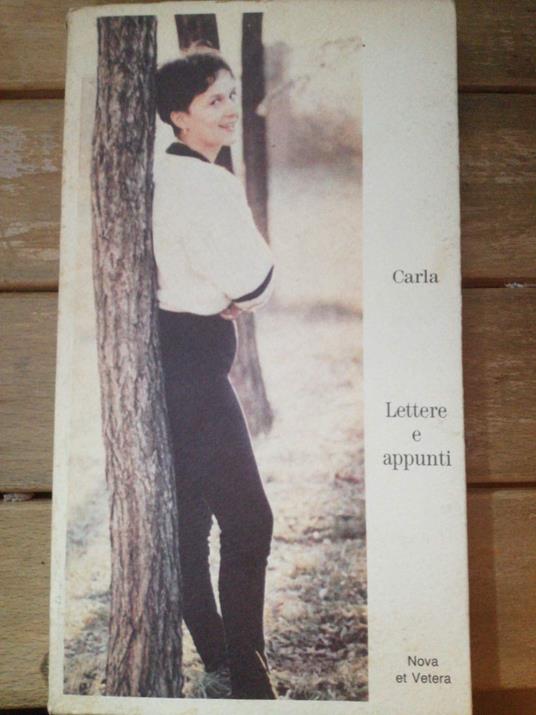 Carla
Lettere
e
appunti
Nova
et Vetera